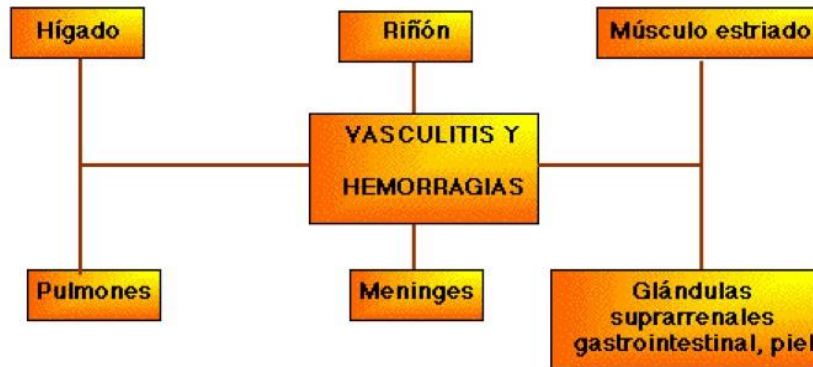 Hígado
Riñón
Músculo estriado
VASCULITIS Y
HEMORRAGIAS
Pulmones
Meninges
Glándulas
suprarrenales
gastrointestinal, piel